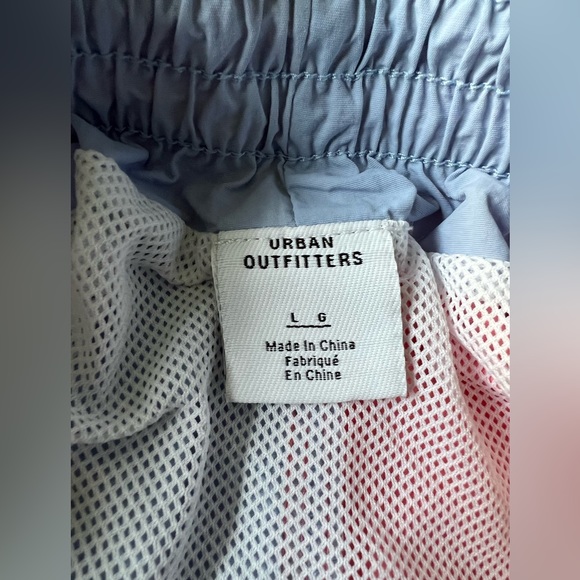 URBAN
OUTFITTERS
L G
Made In China
Fabriqué
En Chine